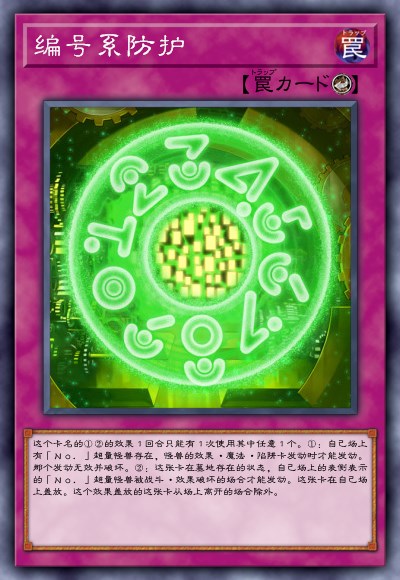 编号系防护
トラップ
罠
トラップ
【罠カード】
这个卡名的①②的效果1回合只能有1次使用其中任意1个。①：自己场上
有「No.」超量怪兽存在，怪兽的效果·魔法·陷阱卡发动时才能发动。
那个发动无效并破坏。②：这张卡在墓地存在的状态，自己场上的表侧表示
的「No.」超量怪兽被战斗·效果破坏的场合才能发动。这张卡在自己场
上盖放。这个效果盖放的这张卡从场上离开的场合除外。